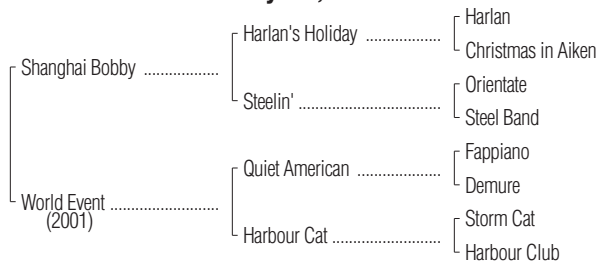 Harlan
Harlan's Holiday ..................
Christmas in Aiken
Shanghai Bobby ..................
Orientate
Steelin' ..................................
Steel Band
Fappiano
Quiet American ....................
Demure
World Event ..........................
(2001)
Storm Cat
Harbour Cat ..........................
Harbour Club